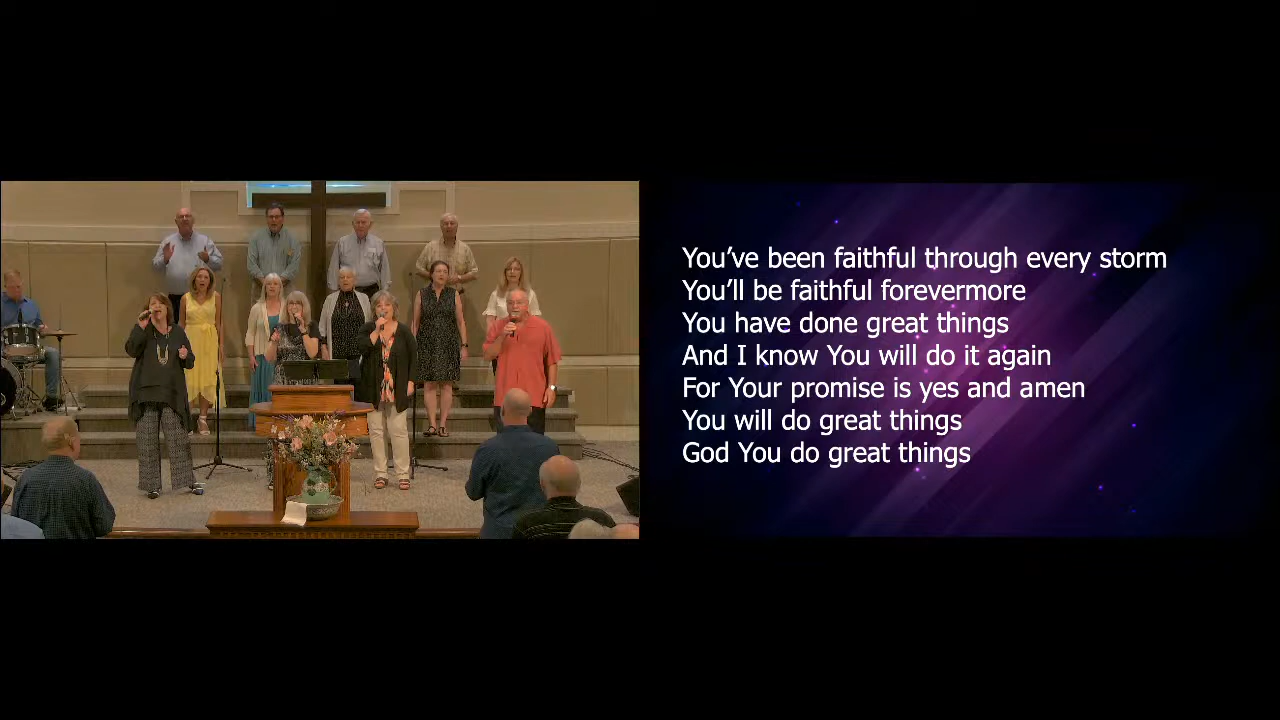 You've been faithful through every storm
You'll be faithful forevermore
You have done great things
And I know You will do it again
For Your promise is yes and amen
You will do great things
God You do great things